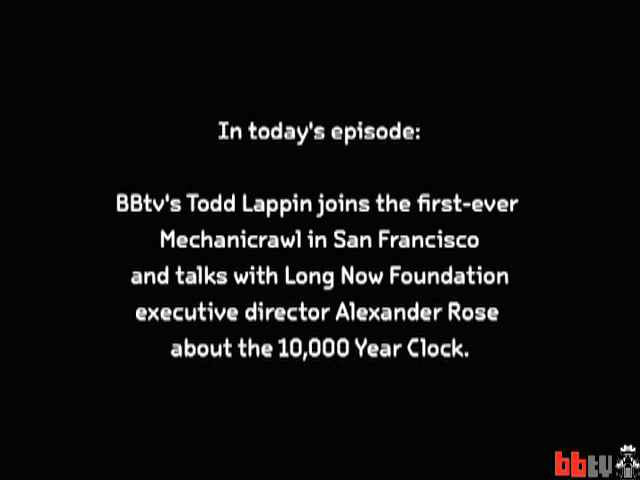 In today's episode:
BBtv's Todd Lappin joins the first-ever
Mechanicrawl in San Francisco
and talks with Long Now Foundation
executive director Alexander Rose
about the 10,000 Year Clock.
bbtv